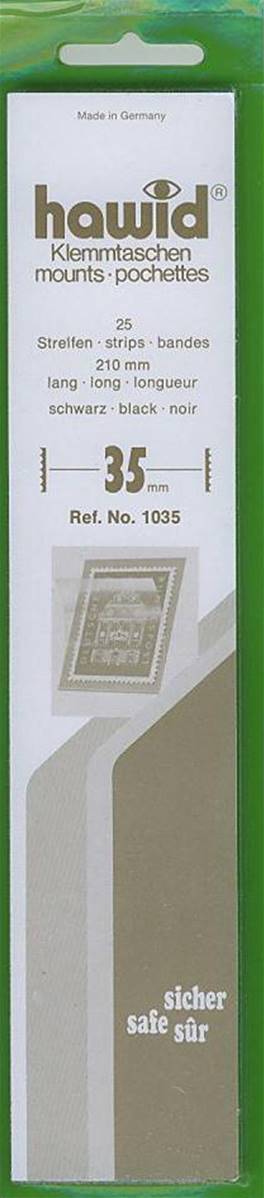 Made in Germany
hawid®
Klemmtaschen
mounts · pochettes
25
Streifen · strips · bandes
210 mm
lang · long · longueur
schwarz · black · noir
35 mm
Ref. No. 1035
sicher
safe sûr